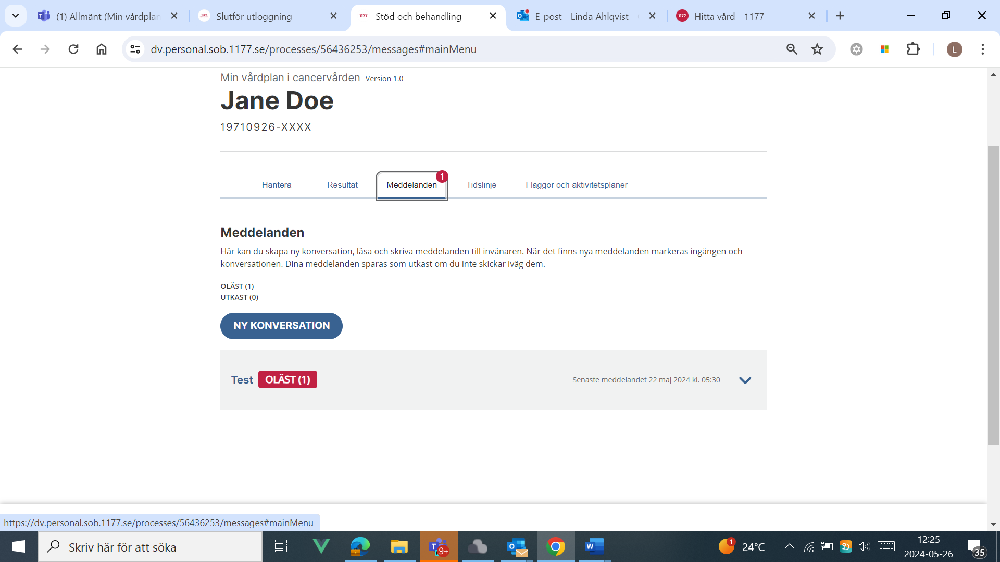 (1) Allmänt (Min vårdplan
Slutför utloggning
1177
Stöd och behandling
E-post - Linda Ahlqvist -
1177
Hitta vård - 1177
dv.personal.sob.1177.se/processes/56436253/messages#mainMenu
L
Min vårdplan i cancervården Version 1.0
Jane Doe
19710926-XXXX
Hantera
Resultat
Meddelanden
1
Tidslinje
Flaggor och aktivitetsplaner
Meddelanden
Här kan du skapa ny konversation, läsa och skriva meddelanden till invånaren. När det finns nya meddelanden markeras ingången och
konversationen. Dina meddelanden sparas som utkast om du inte skickar iväg dem.
OLÄST (1)
UTKAST (0)
NY KONVERSATION
Test OLÄST (1)
Senaste meddelandet 22 maj 2024 kl. 05:30
https://dv.personal.sob.1177.se/processes/56436253/messages#mainMenu
Skriv här för att söka
9+
1
24°C
12:25
2024-05-26
35